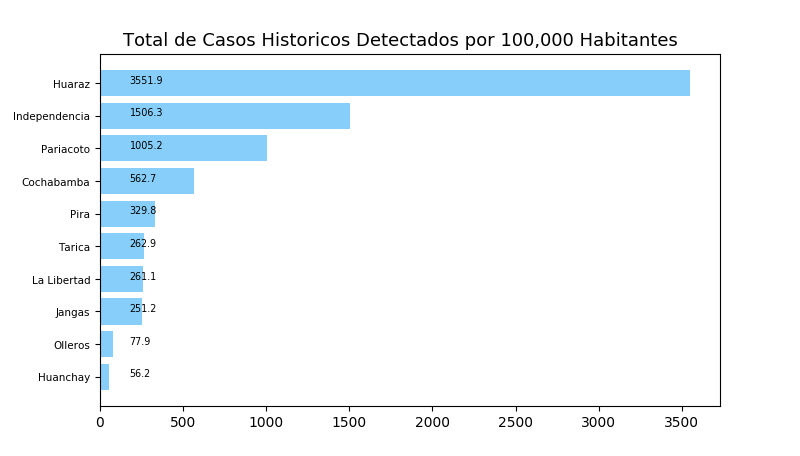 Total de Casos Historicos Detectados por 100,000 Habitantes
Huaraz 3551.9
Independencia 1506.3
Pariacoto 1005.2
Cochabamba 562.7
Pira 329.8
Tarica 262.9
La Libertad 261.1
Jangas 251.2
Olleros 77.9
Huanchay 56.2
0 500 1000 1500 2000 2500 3000 3500